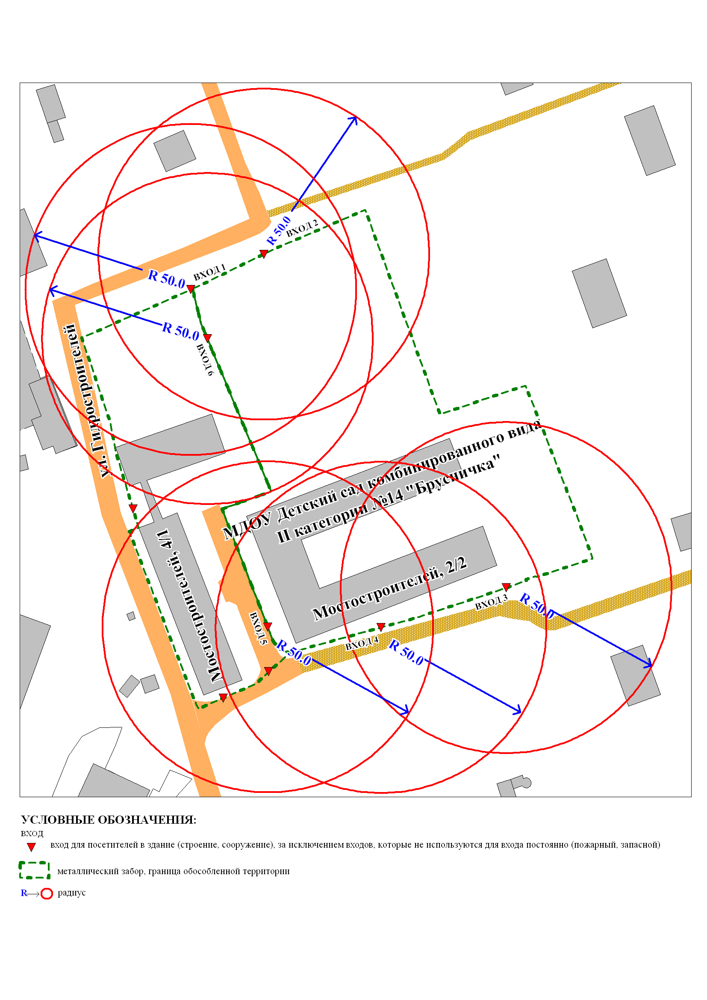 R 50.0
ВХОД 2
ВХОД 1
R 50.0
R 50.0
ВХОД 6
ул. Гидростроителей
МДОУ Детский сад комбинированного вида
II категории №14 "Брусничка"
Мостостроителей, 4/1
Мостостроителей, 2/2
ВХОД 3
R 50.0
ВХОД 5
ВХОД 4
R 50.0
R 50.0
УСЛОВНЫЕ ОБОЗНАЧЕНИЯ:
ВХОД
вход для посетителей в здание (строение, сооружение), за исключением входов, которые не используются для входа постоянно (пожарный, запасной)
металлический забор, граница обособленной территории
R
радиус